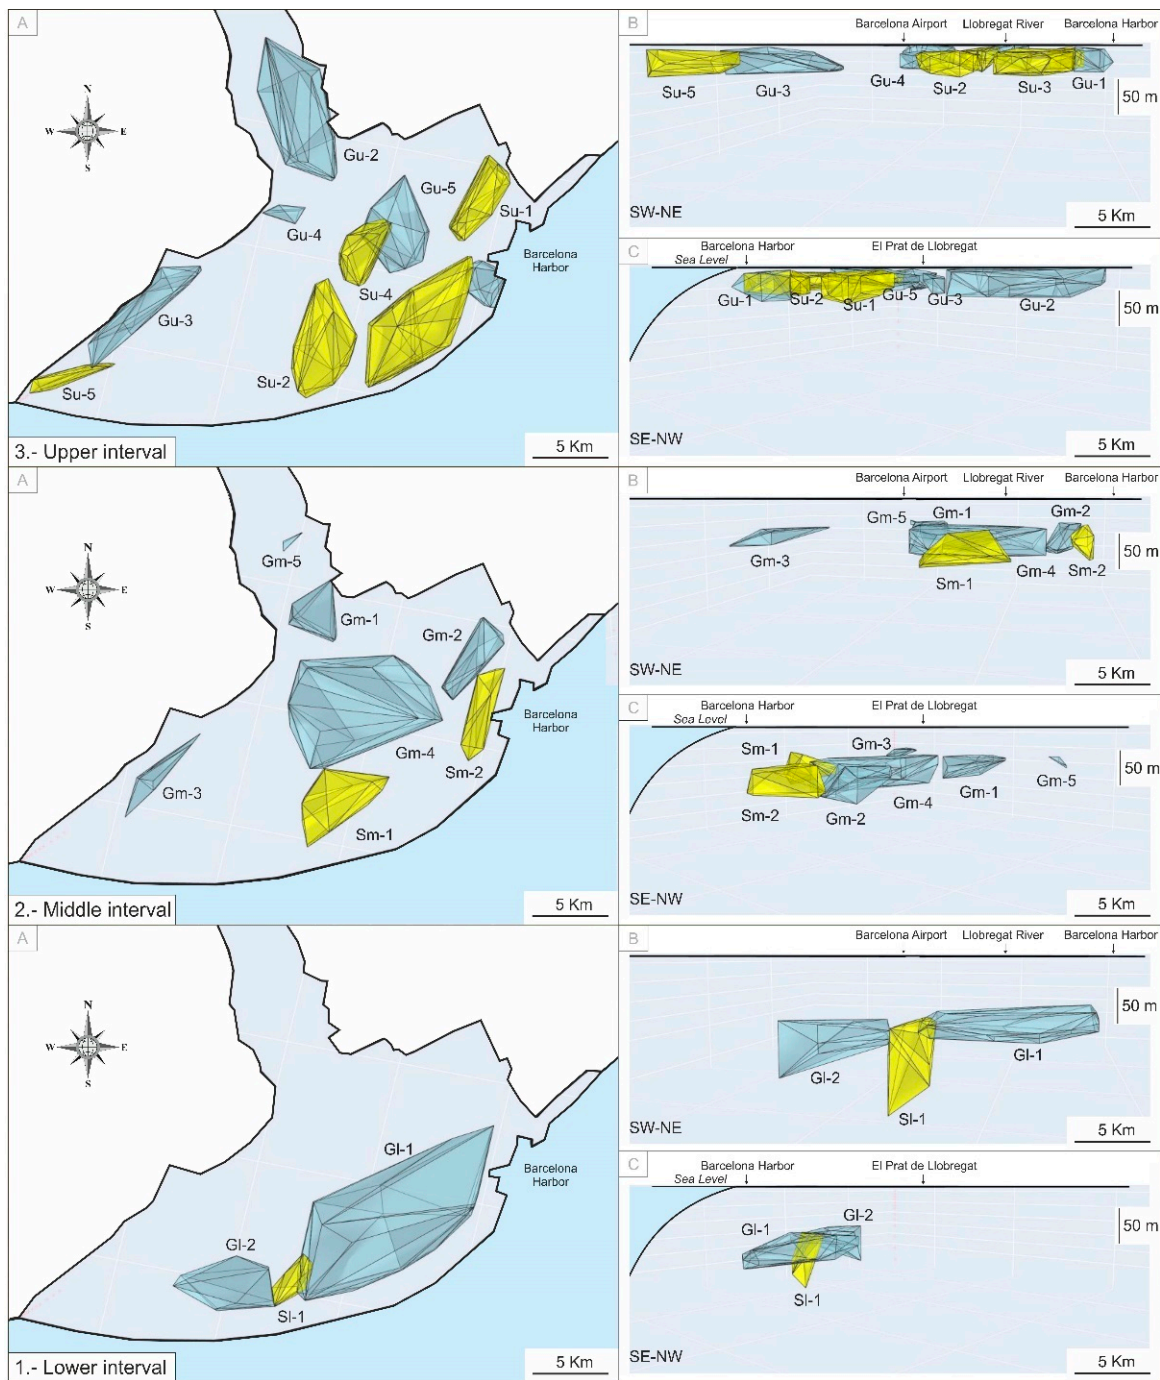 A
N
W E
S
Gu-2
Gu-5
Su-1
Gu-4
Barcelona
Harbor
Su-4
Gu-3
Su-2
Su-5
3.- Upper interval
5 Km
B
Barcelona Airport Llobregat River Barcelona Harbor
Su-5 Gu-3 Gu-4 Su-2 Su-3 Gu-1
50 m
SW-NE
5 Km
C
Barcelona Harbor El Prat de Llobregat
Sea Level
Gu-1 Su-2 Su-1 Gu-5 Gu-3 Gu-2
50 m
SE-NW
5 Km
A
N
W E
S
Gm-5
Gm-1
Gm-2
Barcelona
Harbor
Gm-4
Sm-2
Gm-3
Sm-1
2.- Middle interval
5 Km
B
Barcelona Airport Llobregat River Barcelona Harbor
Gm-5 Gm-1 Gm-2
Gm-3
50 m
Sm-1 Gm-4 Sm-2
SW-NE
5 Km
C
Barcelona Harbor El Prat de Llobregat
Sea Level
Sm-1 Gm-3
50 m
Gm-5
Sm-2 Gm-2 Gm-4 Gm-1
SE-NW
5 Km
A
N
W E
S
Gl-1
Barcelona
Harbor
Gl-2
Sl-1
1.- Lower interval
5 Km
B
Barcelona Airport Llobregat River Barcelona Harbor
50 m
Gl-1
Gl-2
Sl-1
SW-NE
5 Km
C
Barcelona Harbor El Prat de Llobregat
Sea Level
Gl-1 Gl-2
50 m
Sl-1
SE-NW
5 Km